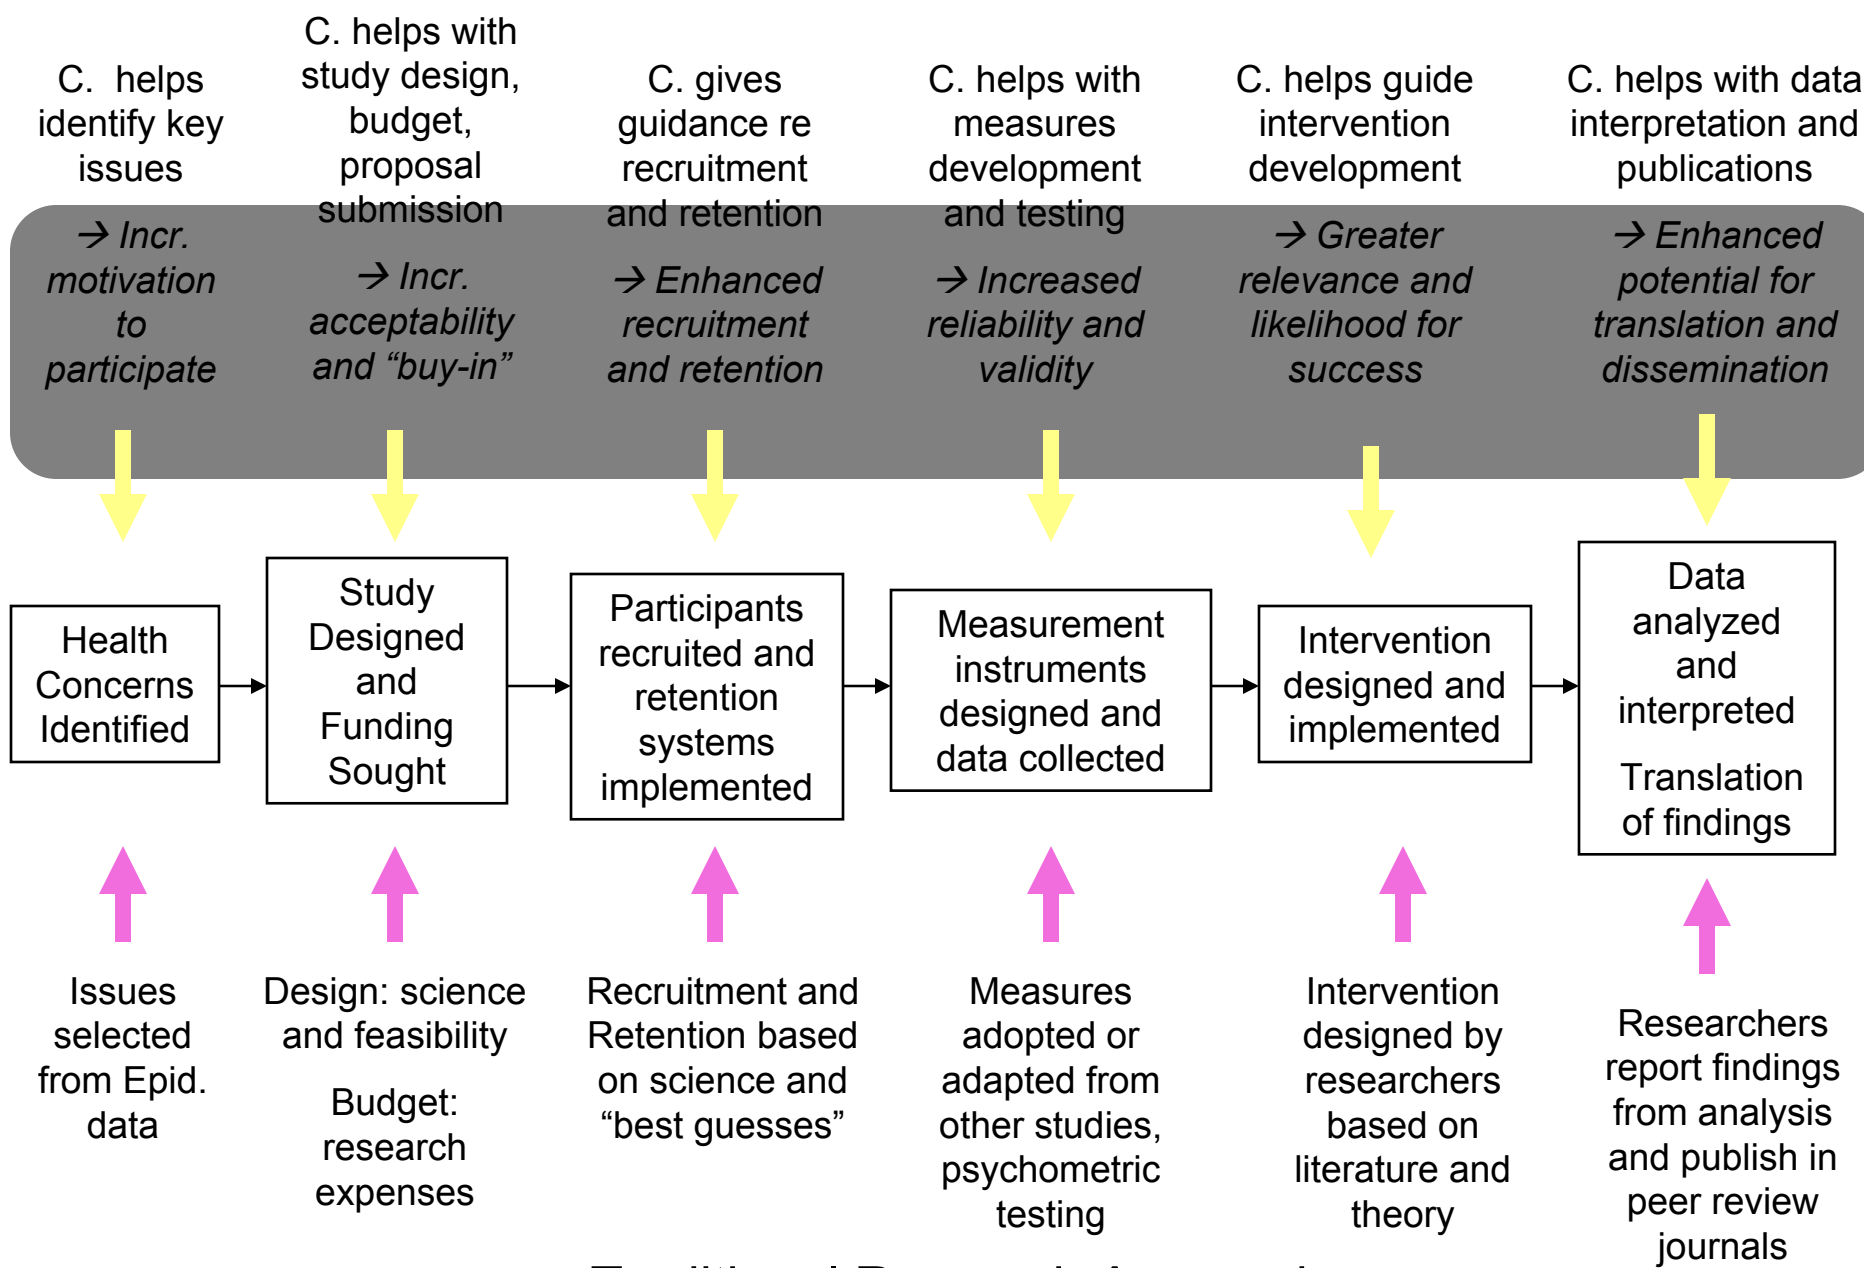 C. helps
identify key
issues
→ Incr.
motivation
to
participate
C. helps with
study design,
budget,
proposal
submission
→ Incr.
acceptability
and “buy-in”
C. gives
guidance re
recruitment
and retention
→ Enhanced
recruitment
and retention
C. helps with
measures
development
and testing
→ Increased
reliability and
validity
C. helps guide
intervention
development
→ Greater
relevance and
likelihood for
success
C. helps with data
interpretation and
publications
→ Enhanced
potential for
translation and
dissemination
Health
Concerns
Identified
Study
Designed
and
Funding
Sought
Participants
recruited and
retention
systems
implemented
Measurement
instruments
designed and
data collected
Intervention
designed and
implemented
Data
analyzed
and
interpreted
Translation
of findings
Issues
selected
from Epid.
data
Design: science
and feasibility
Budget:
research
expenses
Recruitment and
Retention based
on science and
“best guesses”
Measures
adopted or
adapted from
other studies,
psychometric
testing
Intervention
designed by
researchers
based on
literature and
theory
Researchers
report findings
from analysis
and publish in
peer review
journals